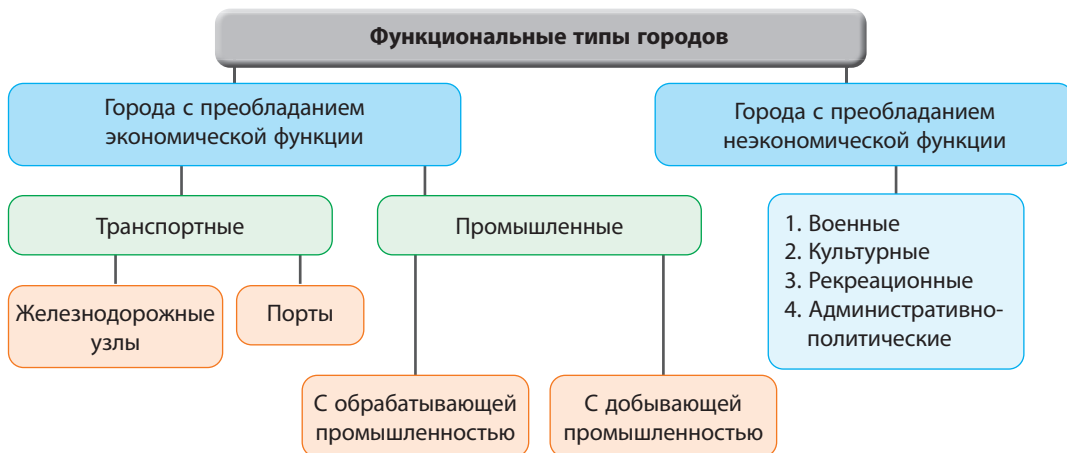 Функциональные типы городов
Города с преобладанием
экономической функции
Города с преобладанием
неэкономической функции
Транспортные
Промышленные
1. Военные
2. Культурные
3. Рекреационные
4. Административно-
политические
Железнодорожные
узлы
Порты
С обрабатывающей
промышленностью
С добывающей
промышленностью